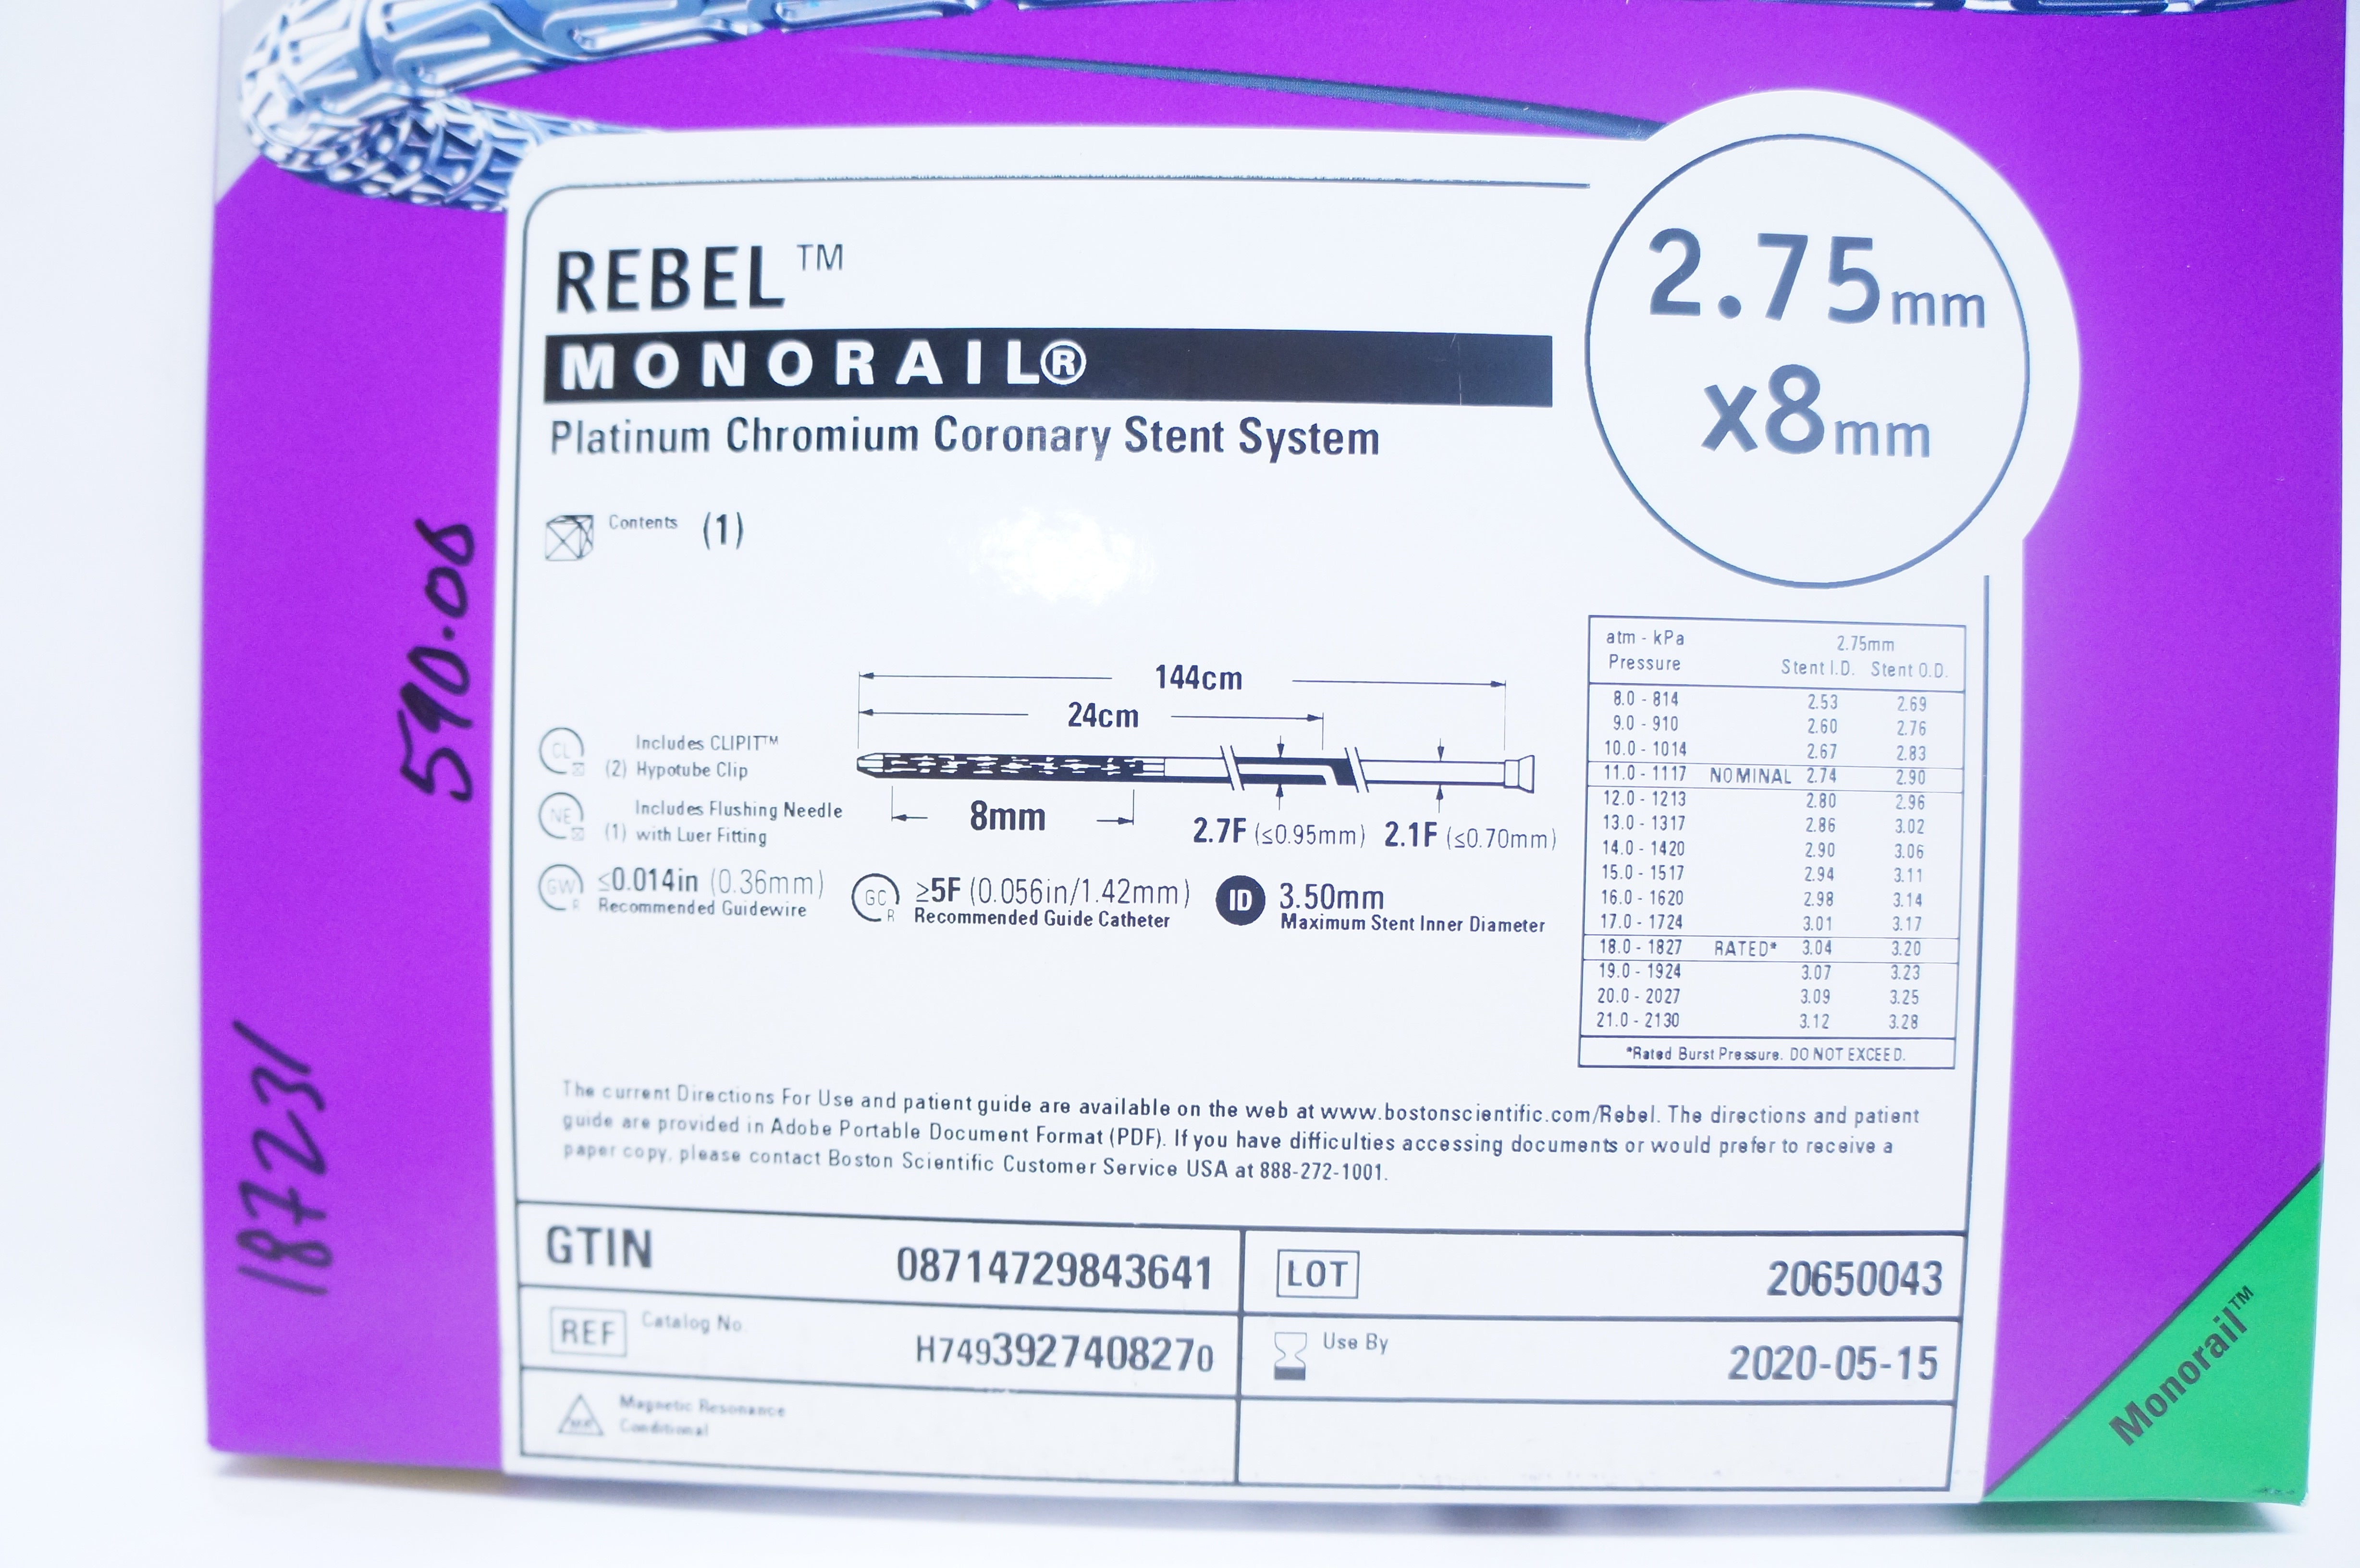 REBEL™
MONORAIL®
Platinum Chromium Coronary Stent System
2.75mm
x8mm
Contents (1)
144cm
24cm
8mm
2.7F (≤0.95mm) 2.1F (≤0.70mm)
CL Includes CLIPIT™
(2) Hypotube Clip
NE Includes Flushing Needle
(1) with Luer Fitting
GW R ≤0.014in (0.36mm)
Recommended Guidewire
GC R ≥5F (0.056in/1.42mm)
Recommended Guide Catheter
ID 3.50mm
Maximum Stent Inner Diameter
atm - kPa 2.75mm
Pressure Stent I.D. Stent O.D.
8.0 - 814 2.53 2.69
9.0 - 910 2.60 2.76
10.0 - 1014 2.67 2.83
11.0 - 1117 NOMINAL 2.74 2.90
12.0 - 1213 2.80 2.96
13.0 - 1317 2.86 3.02
14.0 - 1420 2.90 3.06
15.0 - 1517 2.94 3.11
16.0 - 1620 2.98 3.14
17.0 - 1724 3.01 3.17
18.0 - 1827 RATED* 3.04 3.20
19.0 - 1924 3.07 3.23
20.0 - 2027 3.09 3.25
21.0 - 2130 3.12 3.28
*Rated Burst Pressure. DO NOT EXCEED.
The current Directions For Use and patient guide are available on the web at www.bostonscientific.com/Rebel. The directions and patient
guide are provided in Adobe Portable Document Format (PDF). If you have difficulties accessing documents or would prefer to receive a
paper copy, please contact Boston Scientific Customer Service USA at 888-272-1001.
GTIN 08714729843641
LOT 20650043
REF Catalog No. H7493927408270
Use By 2020-05-15
MR Magnetic Resonance
Conditional
Monorail™
590.08
18723/